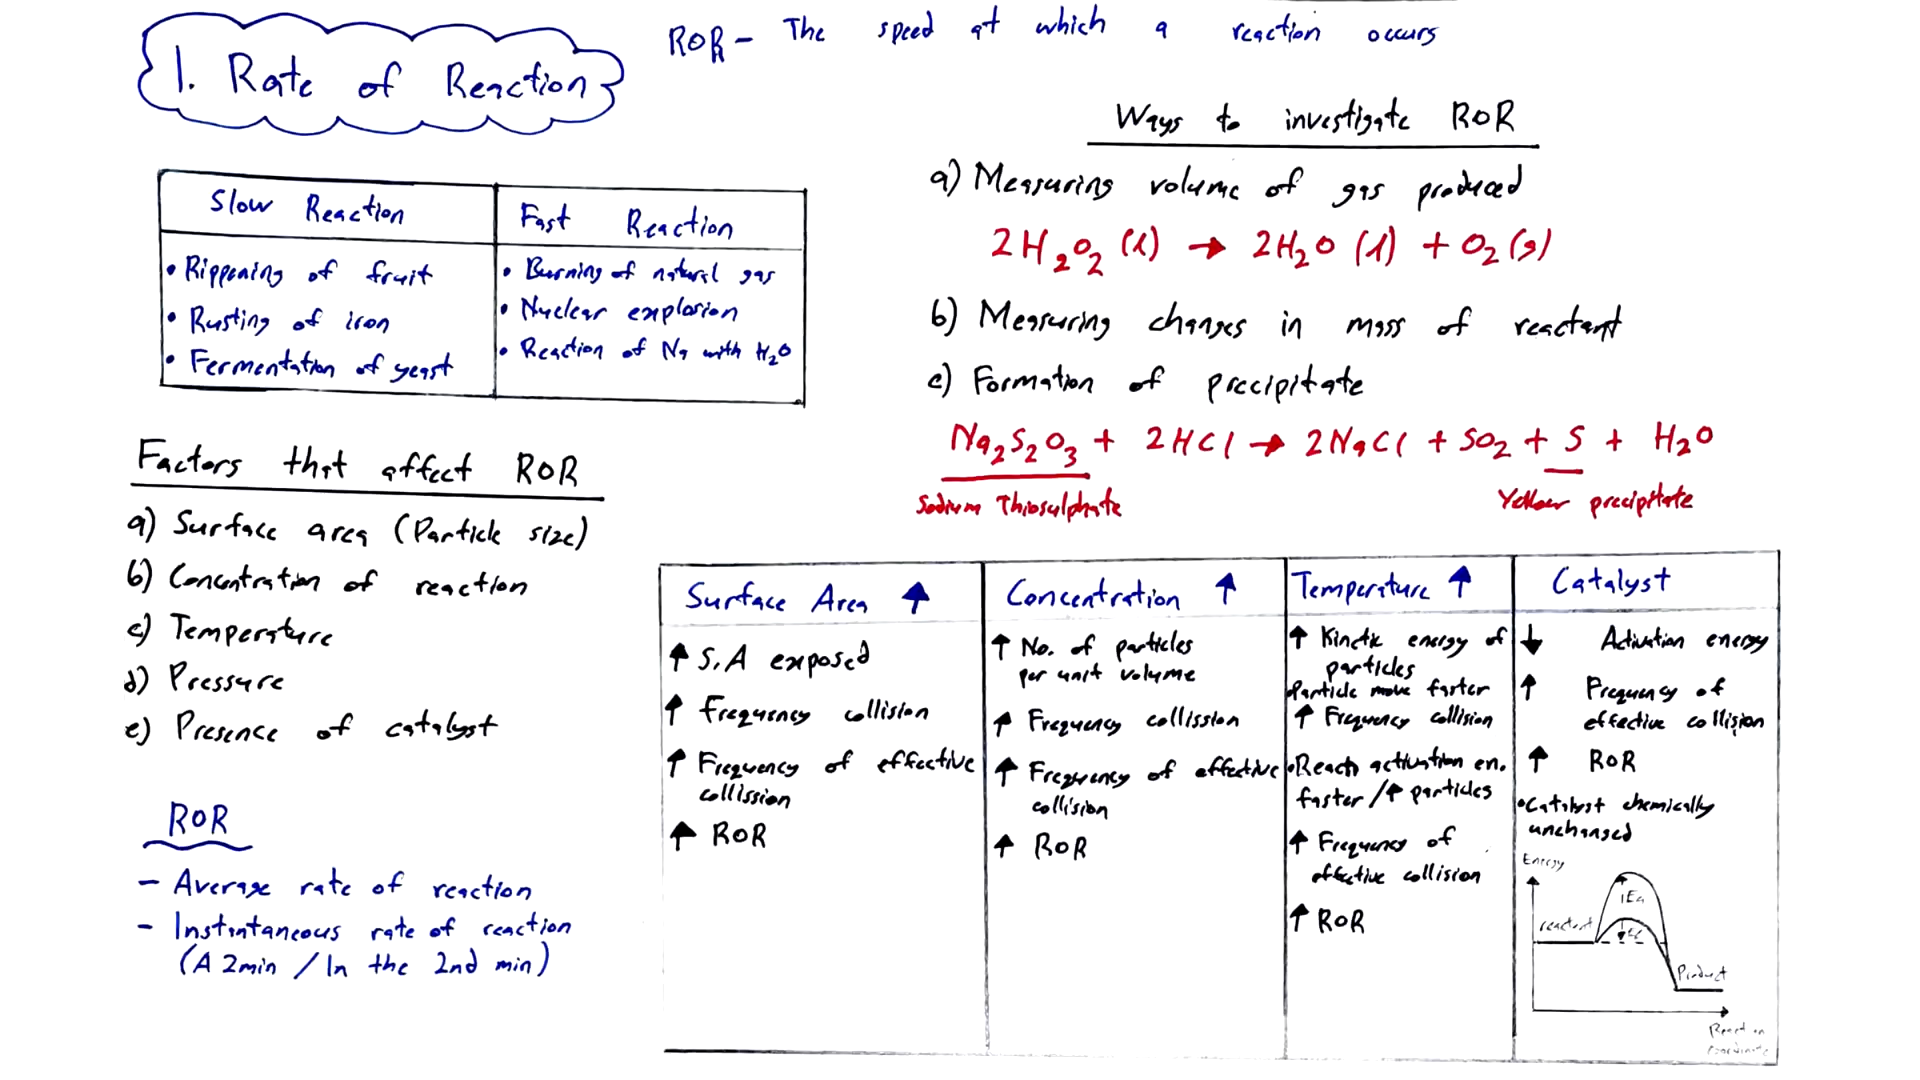 1. Rate of Reaction
ROR - The speed at which a reaction occurs
Slow Reaction
• Rippening of fruit
• Rusting of iron
• Fermentation of yeast
Fast Reaction
• Burning of natural gas
• Nuclear explosion
• Reaction of Na with H₂O
Ways to investigate ROR
a) Measuring volume of gas produced
2H₂O₂ (l) → 2H₂O (l) + O₂ (g)
b) Measuring changes in mass of reactant
c) Formation of precipitate
Na₂S₂O₃ + 2HCl → 2NaCl + SO₂ + S + H₂O
Sodium Thiosulphate
Yellow precipitate
Factors that affect ROR
a) Surface area (Particle size)
b) Concentration of reaction
c) Temperature
d) Pressure
e) Presence of catalyst
ROR
- Average rate of reaction
- Instantaneous rate of reaction
(A 2min / In the 2nd min)
Surface Area ↑
↑ S.A exposed
↑ Frequency collision
↑ Frequency of effective
collission
↑ ROR
Concentration ↑
↑ No. of particles
per unit volume
↑ Frequency collission
↑ Frequency of effective
collision
↑ ROR
Temperature ↑
↑ Kinetic energy of
particles
•Particle move faster
↑ Frequency collision
•Reach activation en.
faster /↑ particles
↑ Frequency of
effective collision
↑ ROR
Catalyst
↓ Activation energy
↑ Frequency of
effective collision
↑ ROR
•Catalyst chemically
unchanged
Energy
Ea
reactant
Product
Reaction
coordinate